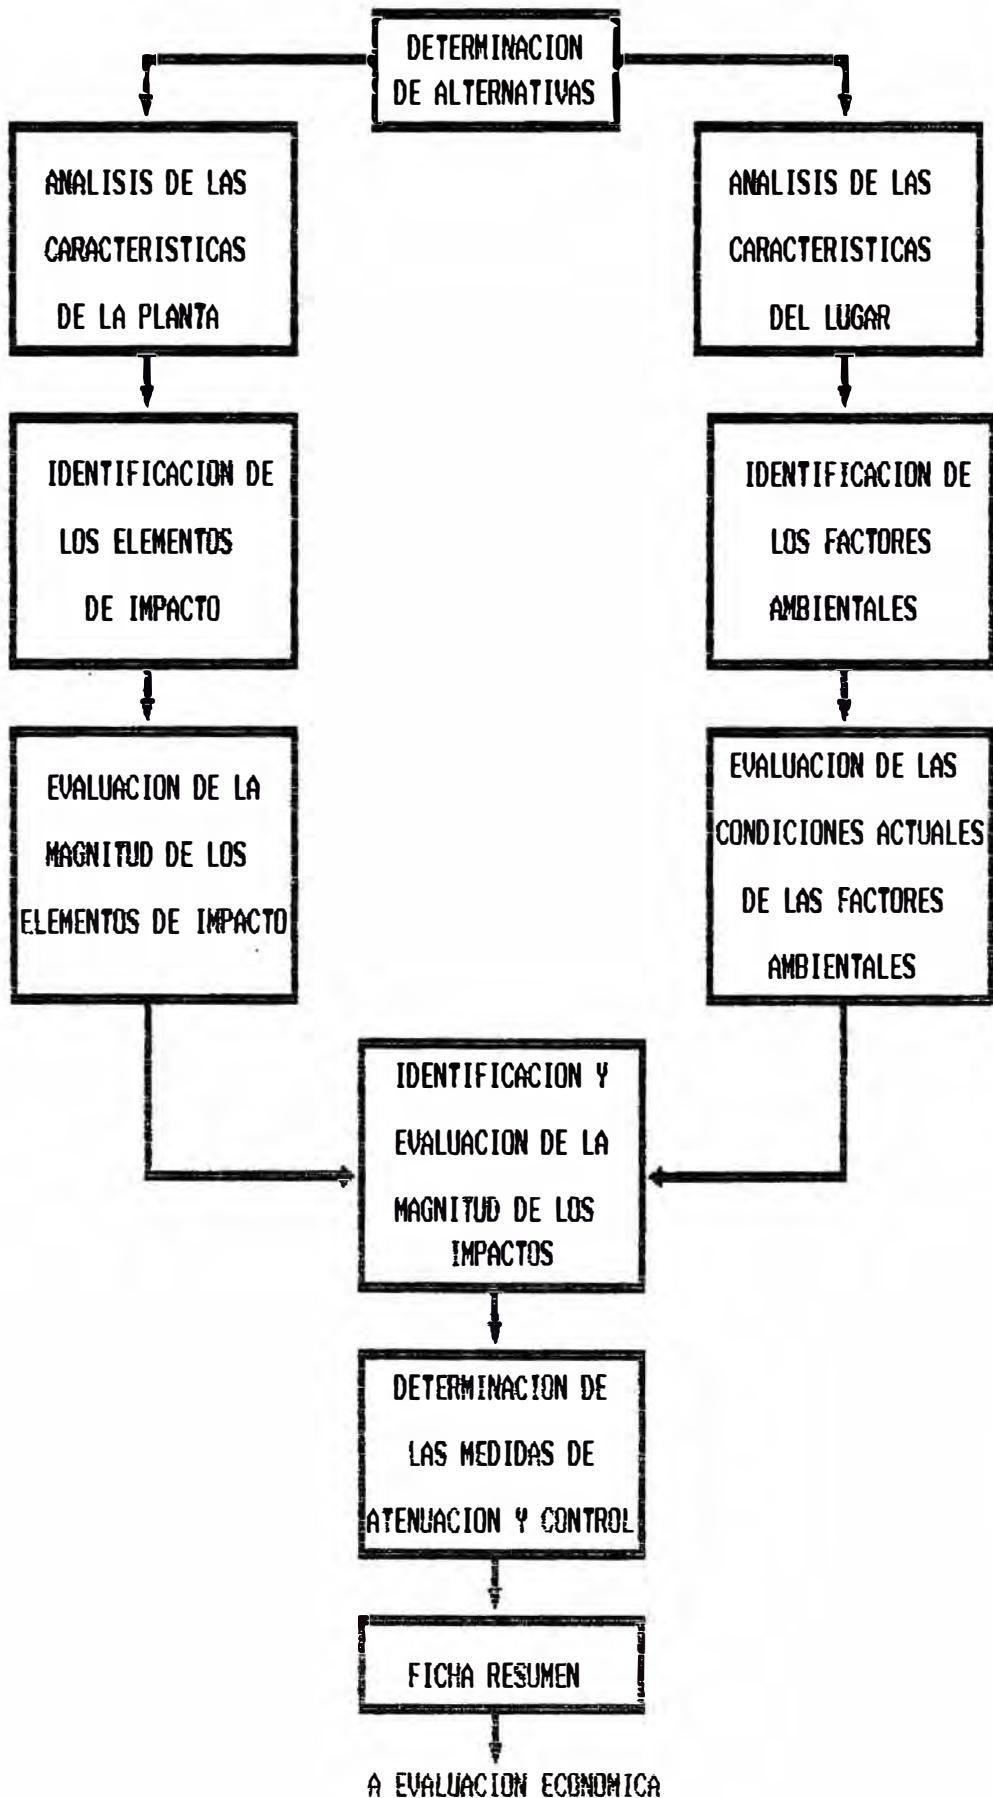 DETERMINACION
DE ALTERNATIVAS
ANALISIS DE LAS
CARACTERISTICAS
DE LA PLANTA
ANALISIS DE LAS
CARACTERISTICAS
DEL LUGAR
IDENTIFICACION DE
LOS ELEMENTOS
DE IMPACTO
IDENTIFICACION DE
LOS FACTORES
AMBIENTALES
EVALUACION DE LA
MAGNITUD DE LOS
ELEMENTOS DE IMPACTO
EVALUACION DE LAS
CONDICIONES ACTUALES
DE LAS FACTORES
AMBIENTALES
IDENTIFICACION Y
EVALUACION DE LA
MAGNITUD DE LOS
IMPACTOS
DETERMINACION DE
LAS MEDIDAS DE
ATENUACION Y CONTROL
FICHA RESUMEN
A EVALUACION ECONOMICA